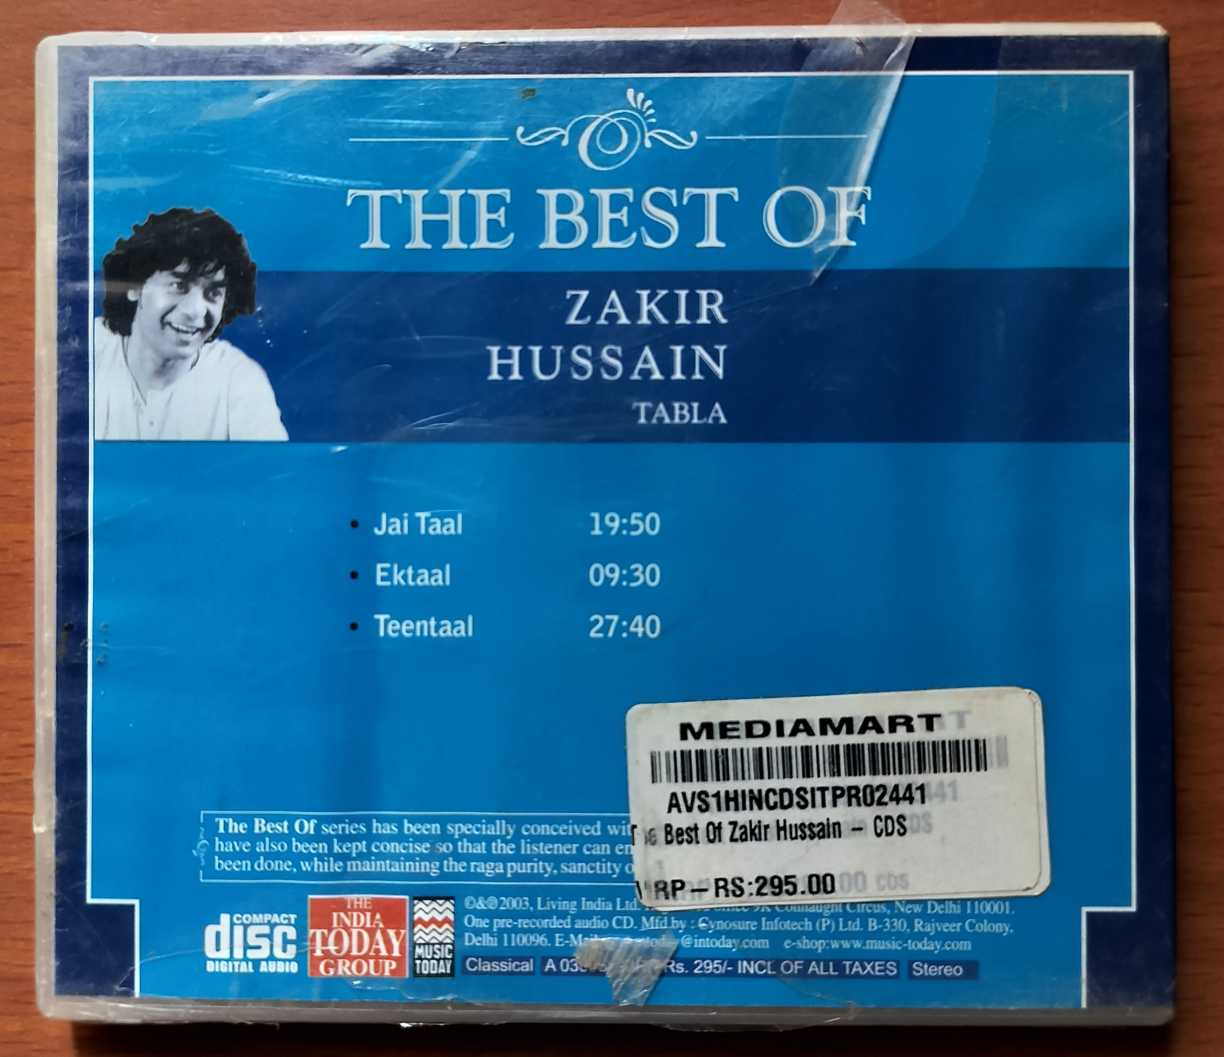 THE BEST OF
ZAKIR
HUSSAIN
TABLA
• Jai Taal 19:50
• Ektaal 09:30
• Teentaal 27:40
MEDIAMART
AVS1HINCDSITPR02441
Best Of Zakir Hussain – CDS
RP – RS:295.00
The Best Of series has been specially conceived
have also been kept concise so that the listener can
been done, while maintaining the raga purity, sanctity
COMPACT
disc
DIGITAL AUDIO
THE
INDIA
TODAY
GROUP
MUSIC
TODAY
©&℗2003, Living India Ltd. Connaught Circus, New Delhi 110001.
One pre-recorded audio CD. Mfd by : Cynosure Infotech (P) Ltd. B-330, Rajveer Colony,
Delhi 110096. @intoday.com e-shop:www.music-today.com
Classical A Rs. 295/- INCL OF ALL TAXES Stereo